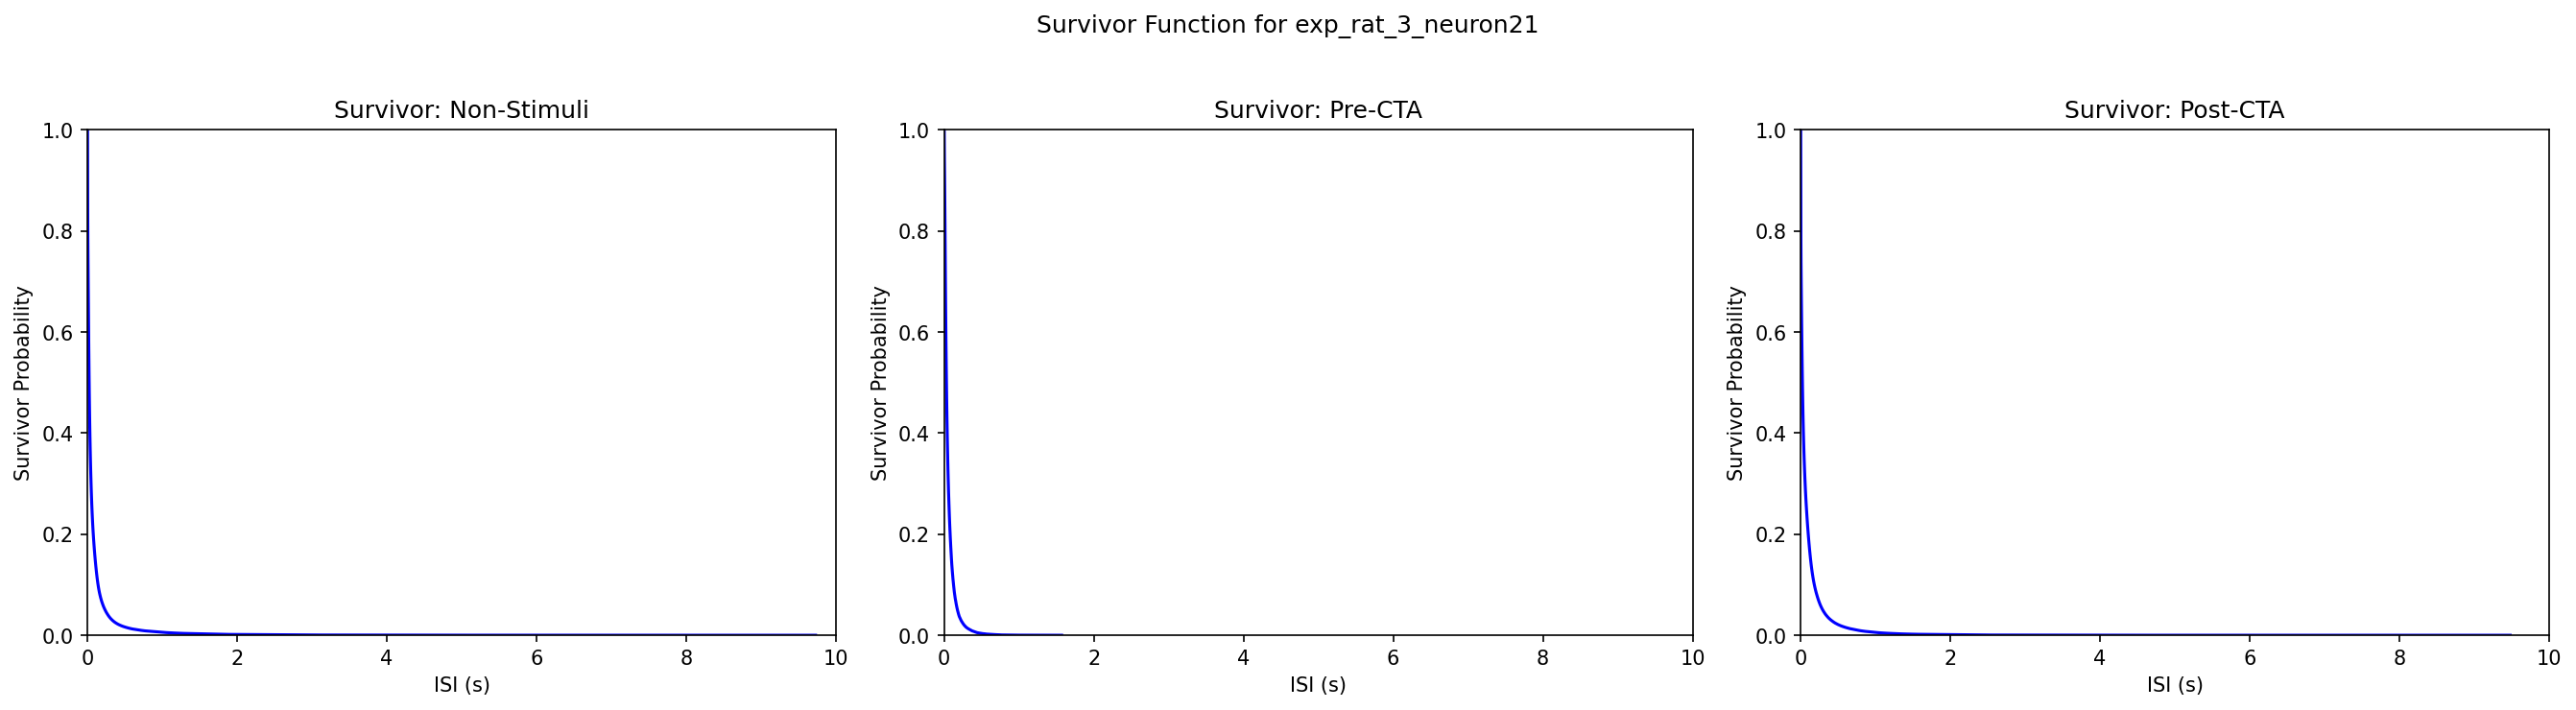 Survivor Function for exp_rat_3_neuron21
Survivor: Non-Stimuli
1.0
0.8
0.6
0.4
0.2
0.0
Survivor Probability
0 2 4 6 8 10
ISI (s)
Survivor: Pre-CTA
1.0
0.8
0.6
0.4
0.2
0.0
Survivor Probability
0 2 4 6 8 10
ISI (s)
Survivor: Post-CTA
1.0
0.8
0.6
0.4
0.2
0.0
Survivor Probability
0 2 4 6 8 10
ISI (s)